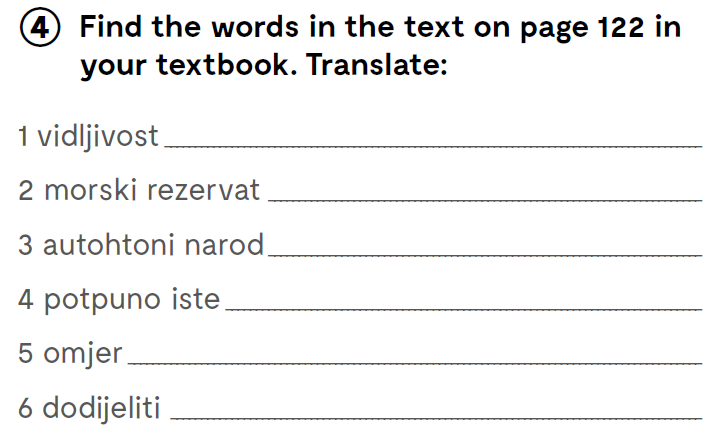 4 Find the words in the text on page 122 in
your textbook. Translate:
1 vidljivost
2 morski rezervat
3 autohtoni narod
4 potpuno iste
5 omjer
6 dodijeliti